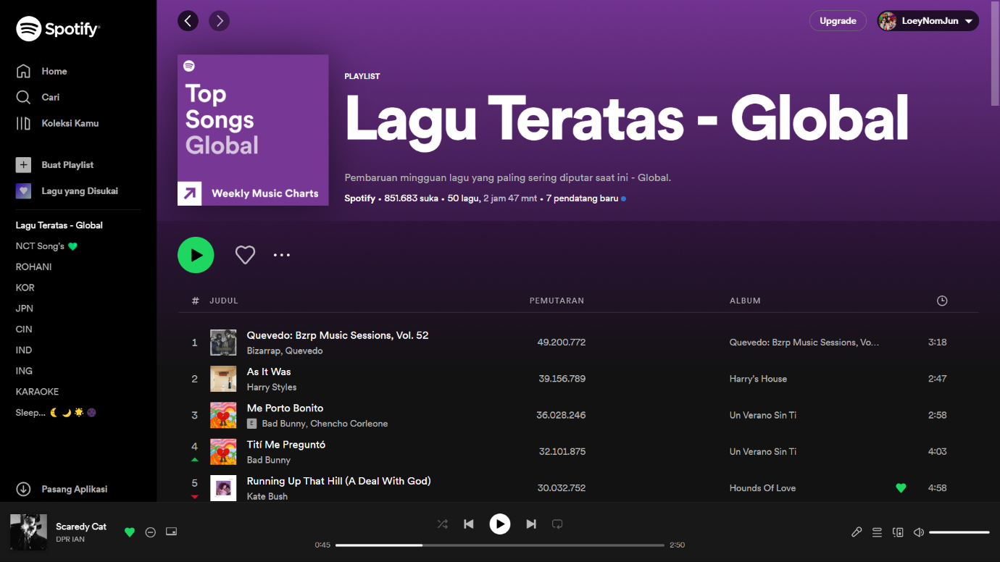 Spotify
Home
Cari
Koleksi Kamu
Buat Playlist
Lagu yang Disukai
Lagu Teratas - Global
NCT Song's 💚
ROHANI
KOR
JPN
CIN
IND
ING
KARAOKE
Sleep...
Pasang Aplikasi
Upgrade
LoeyNomJun
Top
Songs
Global
Weekly Music Charts
PLAYLIST
Lagu Teratas - Global
Pembaruan mingguan lagu yang paling sering diputar saat ini - Global.
Spotify • 851.683 suka • 50 lagu, 2 jam 47 mnt • 7 pendatang baru
# JUDUL PEMUTARAN ALBUM
1 Quevedo: Bzrp Music Sessions, Vol. 52 49.200.772 Quevedo: Bzrp Music Sessions, Vo... 3:18
Bizarrap, Quevedo
2 As It Was 39.156.789 Harry's House 2:47
Harry Styles
3 Me Porto Bonito 36.028.246 Un Verano Sin Ti 2:58
E Bad Bunny, Chencho Corleone
4 Tití Me Preguntó 32.101.875 Un Verano Sin Ti 4:03
Bad Bunny
5 Running Up That Hill (A Deal With God) 30.032.752 Hounds Of Love 4:58
Kate Bush
Scaredy Cat
DPR IAN
0:45 2:50